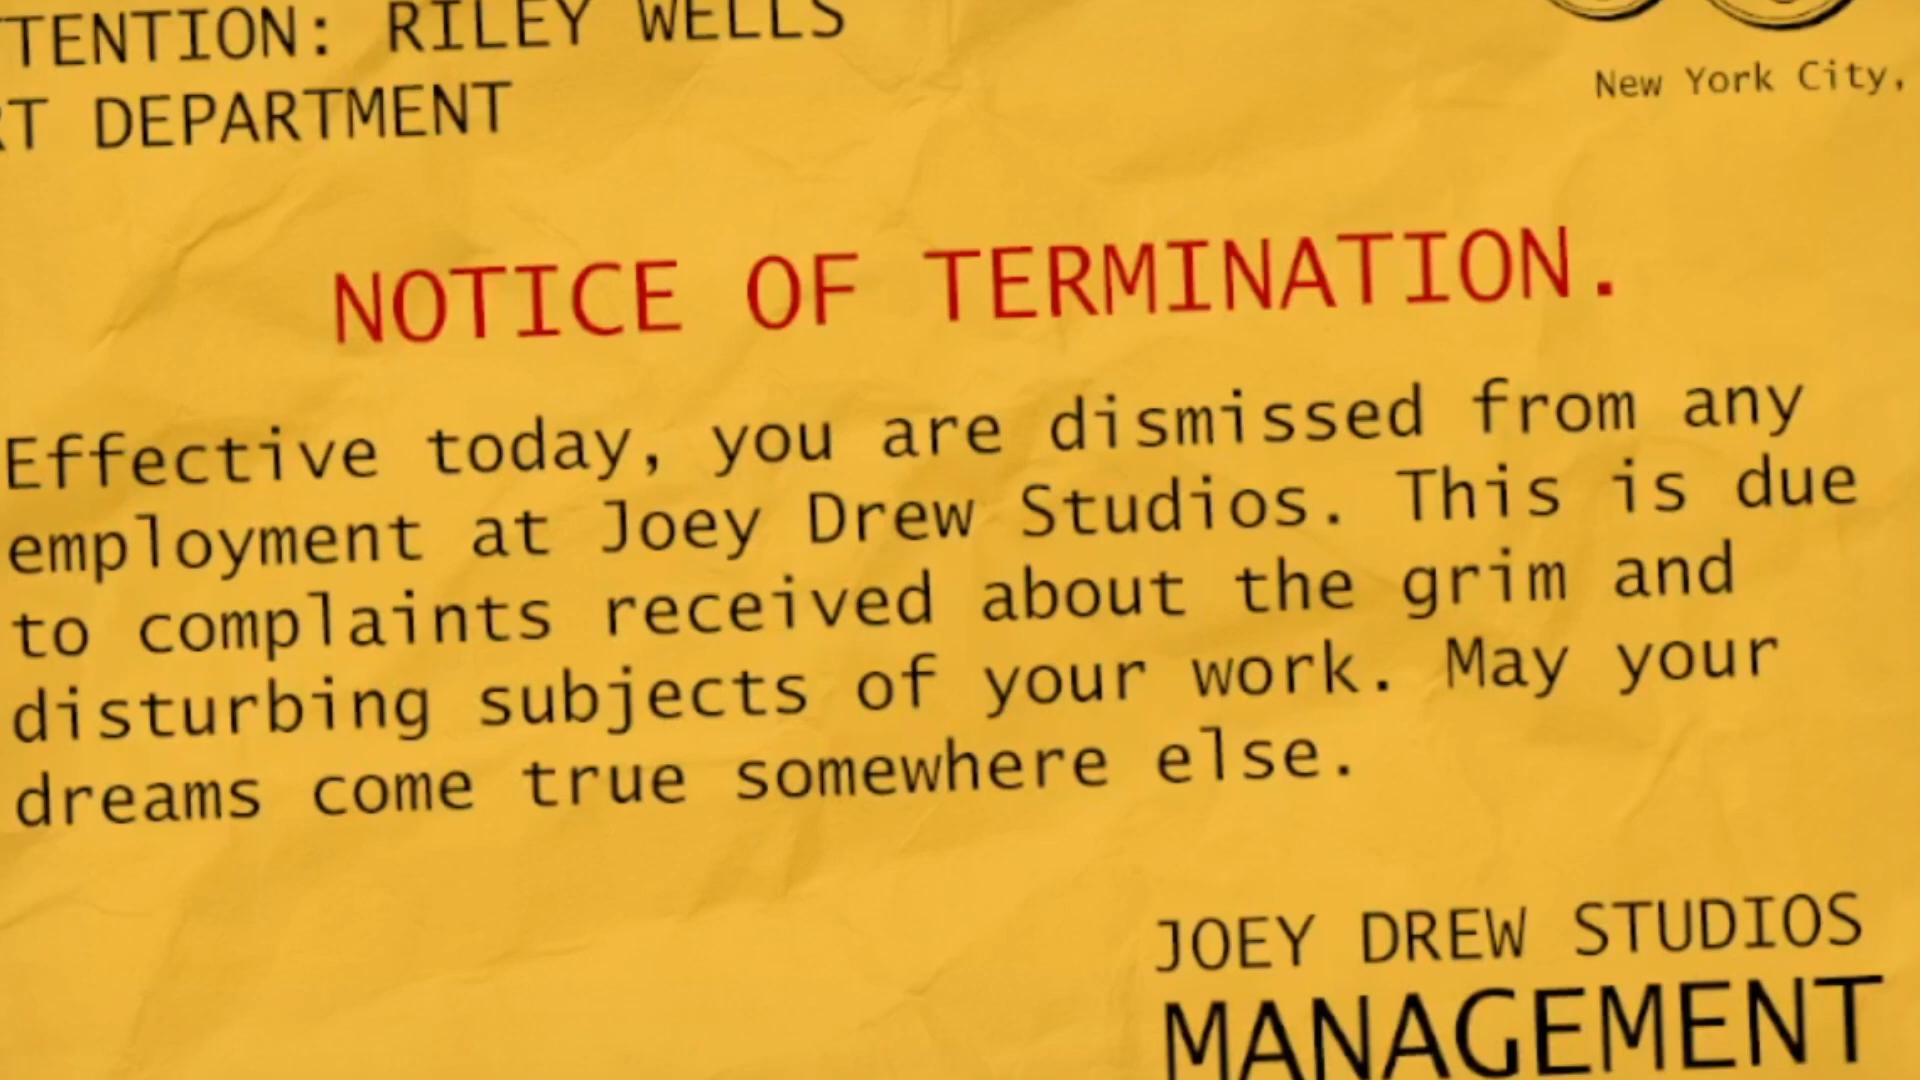 TTENTION: RILEY WELLS
RT DEPARTMENT
New York City,
NOTICE OF TERMINATION.
Effective today, you are dismissed from any
employment at Joey Drew Studios. This is due
to complaints received about the grim and
disturbing subjects of your work. May your
dreams come true somewhere else.
JOEY DREW STUDIOS
MANAGEMENT